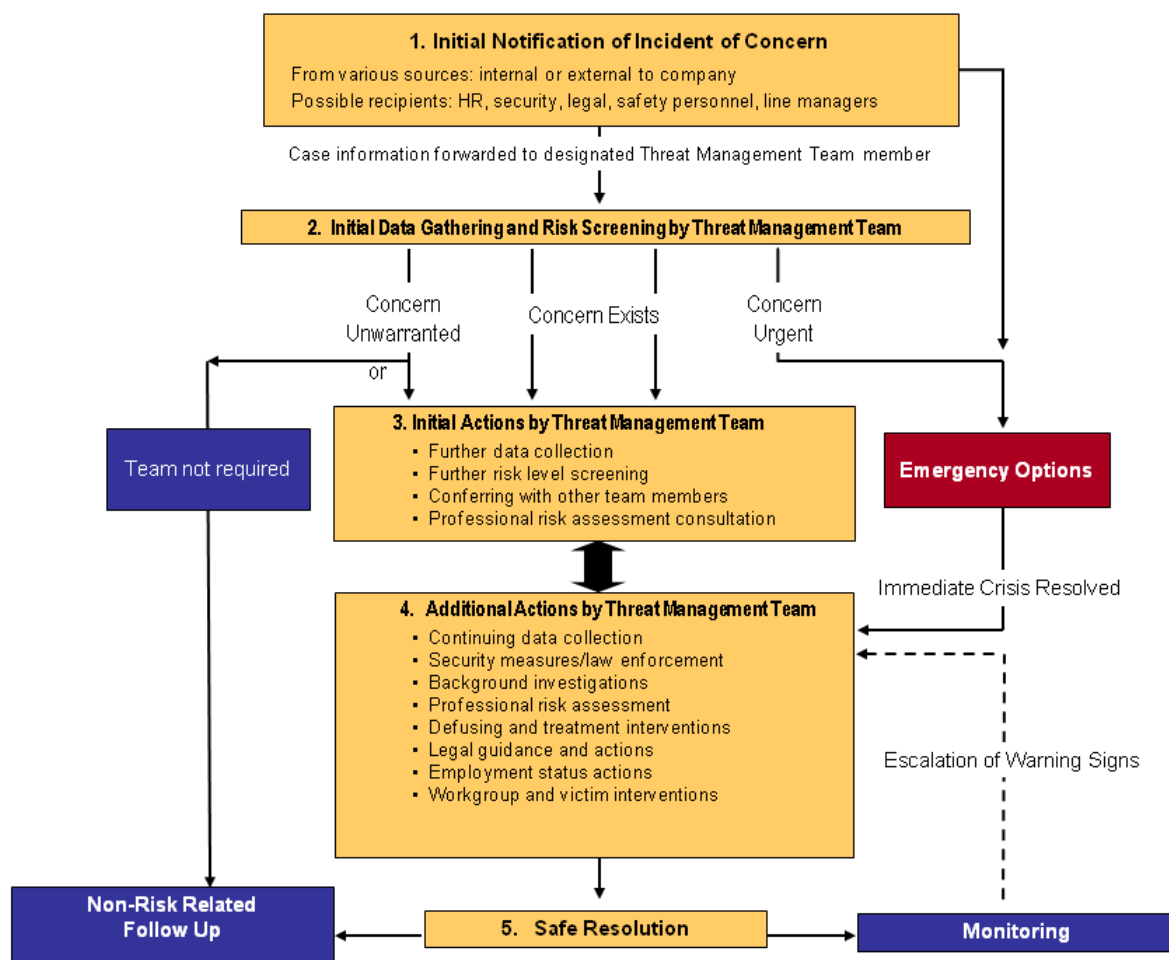 1. Initial Notification of Incident of Concern
From various sources: internal or external to company
Possible recipients: HR, security, legal, safety personnel, line managers
Case information forwarded to designated Threat Management Team member
2. Initial Data Gathering and Risk Screening by Threat Management Team
Concern
Unwarranted
Concern Exists
Concern
Urgent
or
Team not required
3. Initial Actions by Threat Management Team
▪ Further data collection
▪ Further risk level screening
▪ Conferring with other team members
▪ Professional risk assessment consultation
Emergency Options
Immediate Crisis Resolved
4. Additional Actions by Threat Management Team
▪ Continuing data collection
▪ Security measures/law enforcement
▪ Background investigations
▪ Professional risk assessment
▪ Defusing and treatment interventions
▪ Legal guidance and actions
▪ Employment status actions
▪ Workgroup and victim interventions
Escalation of Warning Signs
Non-Risk Related
Follow Up
5. Safe Resolution
Monitoring